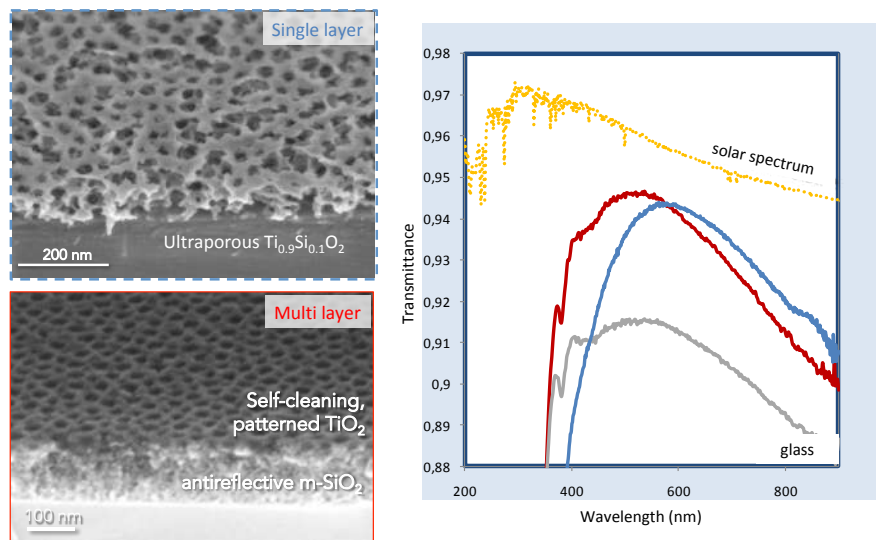 Single layer
Ultraporous Ti0.9Si0.1O2
200 nm
Multi layer
Self-cleaning,
patterned TiO2
antireflective m-SiO2
100 nm
0,98
0,97
0,96
0,95
0,94
0,93
0,92
0,91
0,9
0,89
0,88
Transmittance
solar spectrum
glass
200
400
600
800
Wavelength (nm)